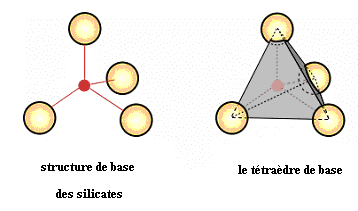 structure de base
des silicates
le tétraèdre de base